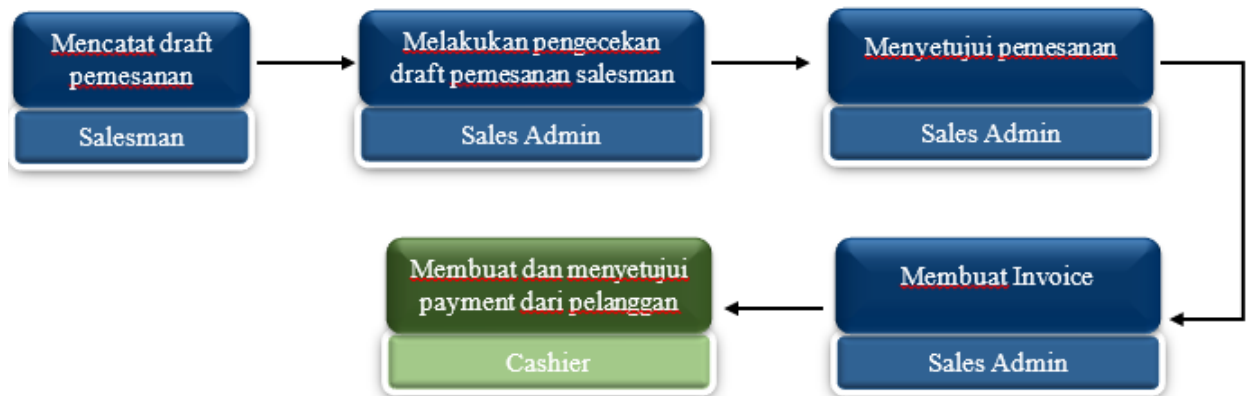 Mencatat draft
pemesanan
Salesman
Melakukan pengecekan
draft pemesanan salesman
Sales Admin
Menyetujui pemesanan
Sales Admin
Membuat Invoice
Sales Admin
Membuat dan menyetujui
payment dari pelanggan
Cashier